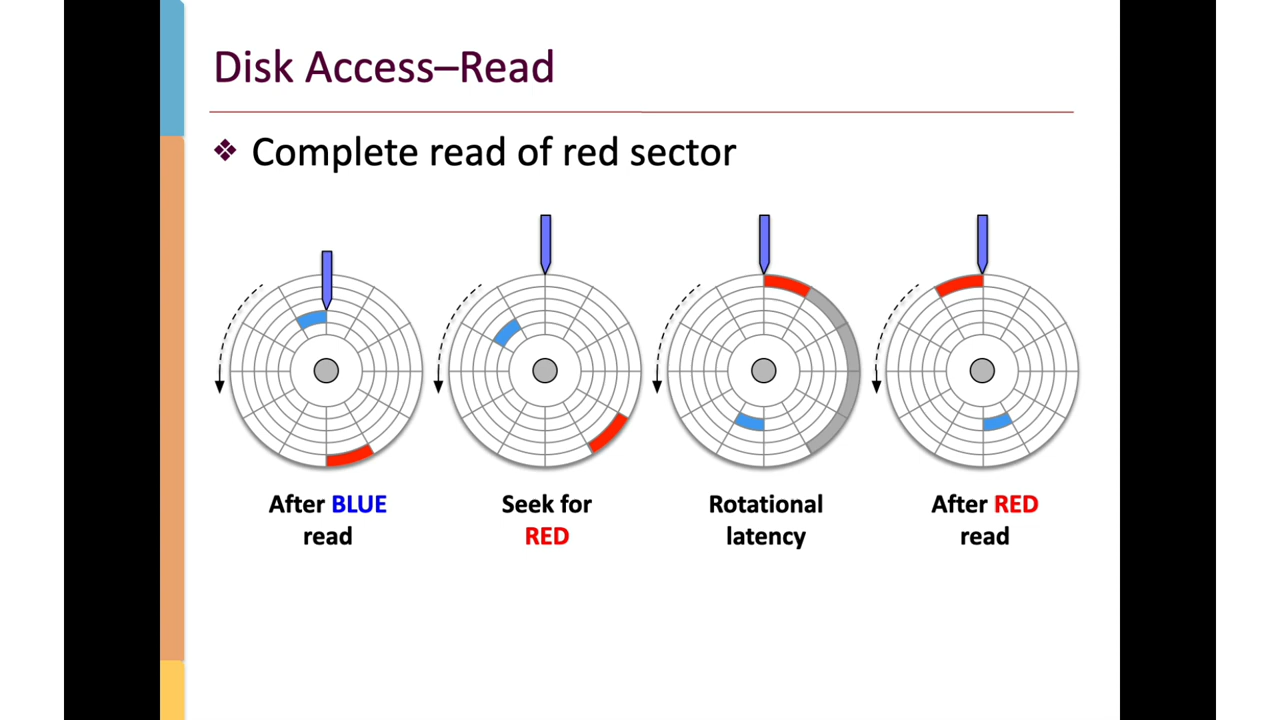 Disk Access–Read
❖ Complete read of red sector
After BLUE
read
Seek for
RED
Rotational
latency
After RED
read